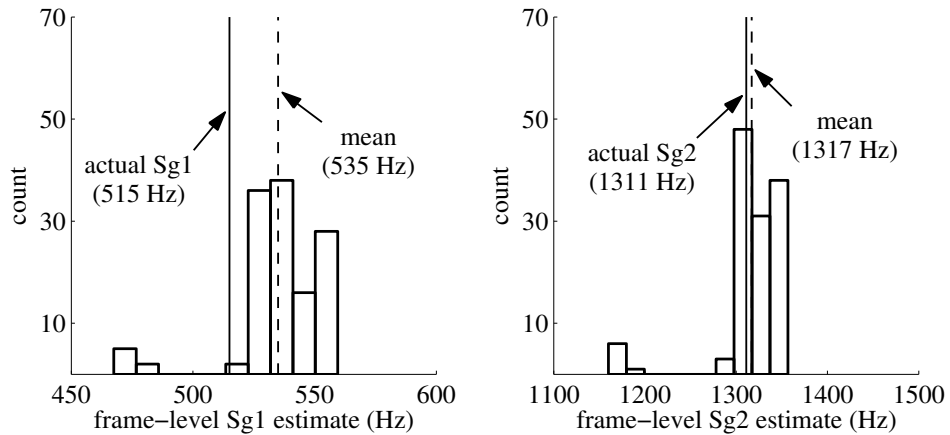 70
50
30
10
count
actual Sg1
(515 Hz)
mean
(535 Hz)
450
500
550
600
frame−level Sg1 estimate (Hz)
70
50
30
10
count
actual Sg2
(1311 Hz)
mean
(1317 Hz)
1100
1200
1300
1400
1500
frame−level Sg2 estimate (Hz)